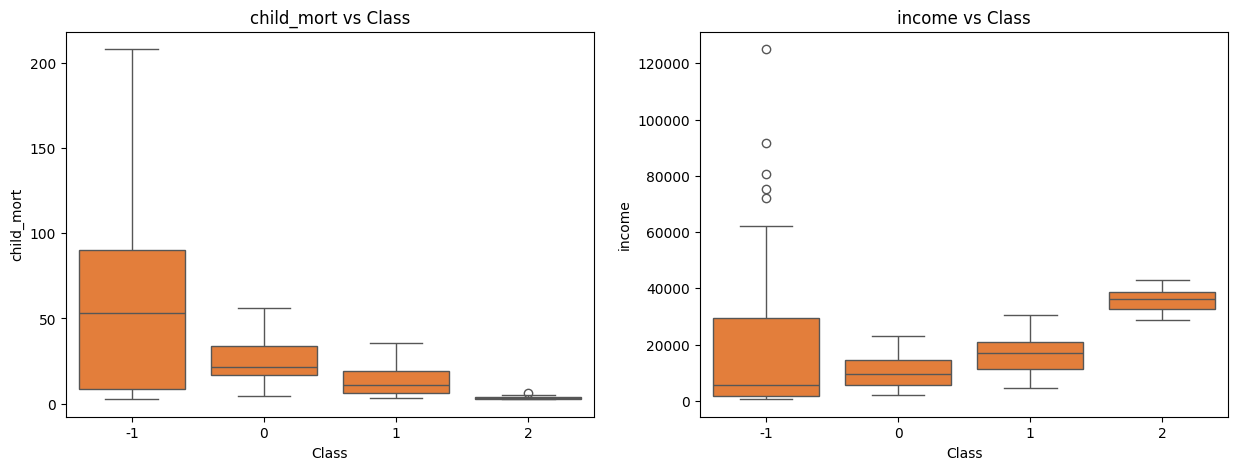 child_mort vs Class
200
150
100
50
0
child_mort
-1 0 1 2
Class
income vs Class
120000
100000
80000
60000
40000
20000
0
income
-1 0 1 2
Class